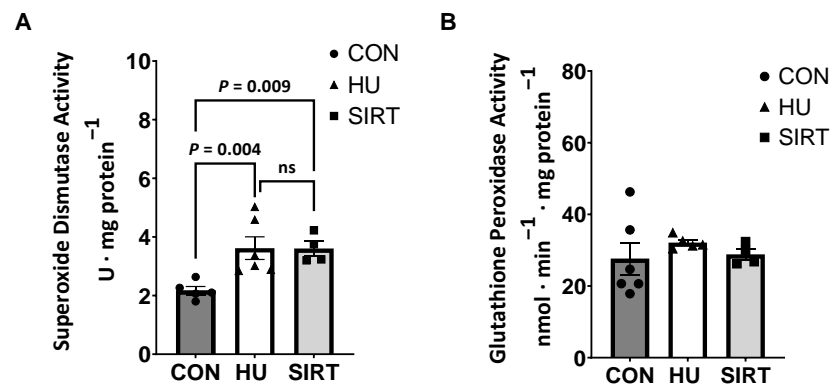 A
Superoxide Dismutase Activity
U · mg protein⁻¹
10
8
6
4
2
0
P = 0.009
P = 0.004
ns
CON
HU
SIRT
CON HU SIRT
B
Glutathione Peroxidase Activity
nmol · min⁻¹ · mg protein⁻¹
80
60
40
20
0
CON
HU
SIRT
CON HU SIRT